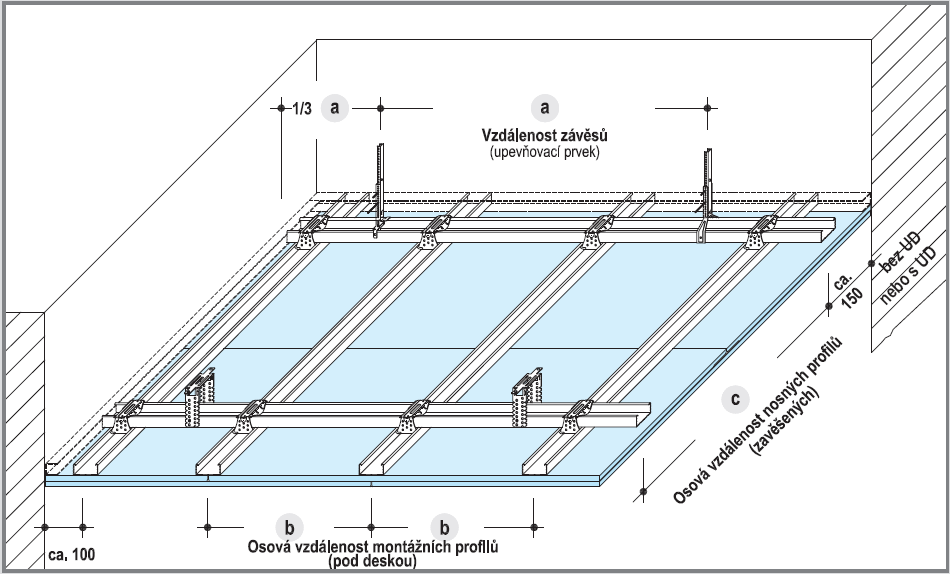 1/3 a
a
Vzdálenost závěsů
(upevňovací prvek)
bez UD
nebo s UD
ca.
150
c
Osová vzdálenost nosných profilů
(zavěšených)
b
b
ca. 100
Osová vzdálenost montážních profilů
(pod deskou)